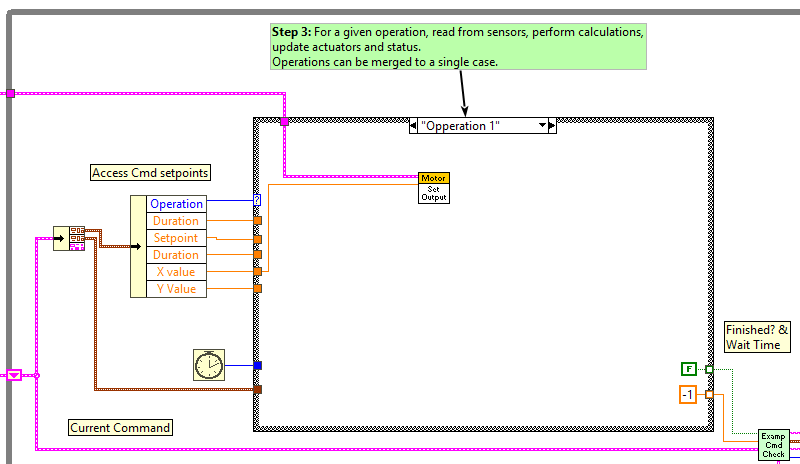 Step 3: For a given operation, read from sensors, perform calculations,
update actuators and status.
Operations can be merged to a single case.
"Opperation 1"
Access Cmd setpoints
Motor
Set
Output
Operation
Duration
Setpoint
Duration
X value
Y Value
?
Finished? &
Wait Time
F
-1
Current Command
Examp
Cmd
Check